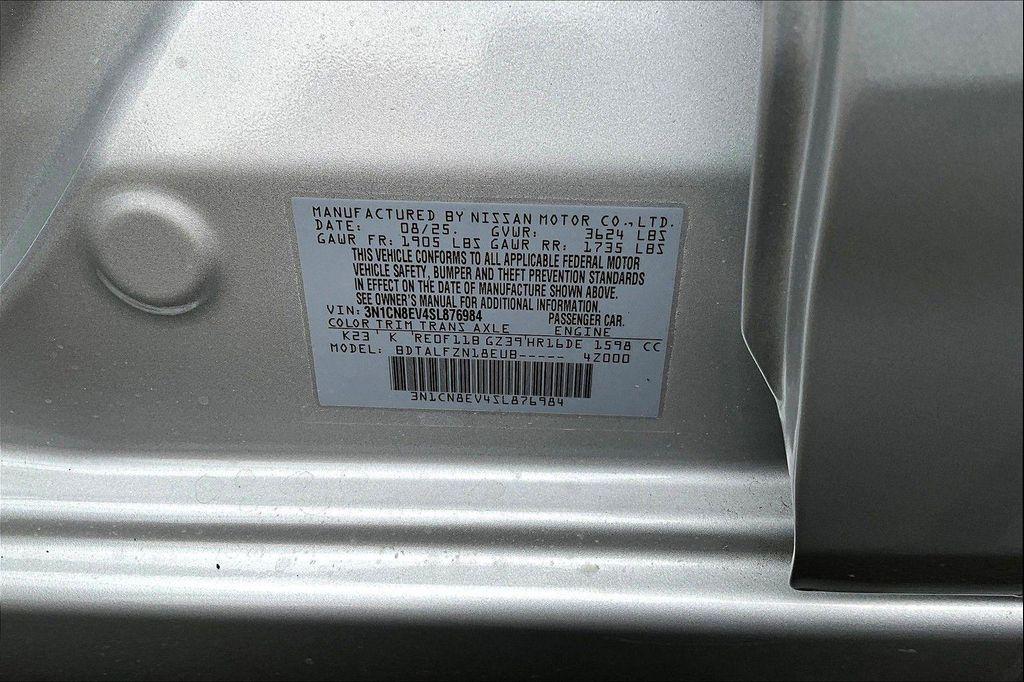 MANUFACTURED BY NISSAN MOTOR CO.,LTD.
DATE: 08/25. GVWR: 3624 LBS
GAWR FR: 1905 LBS GAWR RR: 1735 LBS
THIS VEHICLE CONFORMS TO ALL APPLICABLE FEDERAL MOTOR
VEHICLE SAFETY, BUMPER AND THEFT PREVENTION STANDARDS
IN EFFECT ON THE DATE OF MANUFACTURE SHOWN ABOVE.
SEE OWNER'S MANUAL FOR ADDITIONAL INFORMATION.
VIN: 3N1CN8EV4SL876984 PASSENGER CAR.
COLOR TRIM TRANS AXLE ENGINE
K23 K RE0F11B GZ39 HR16DE 1598 CC
MODEL: BDTALFZN18EUB----- 4Z000
3N1CN8EV4SL876984